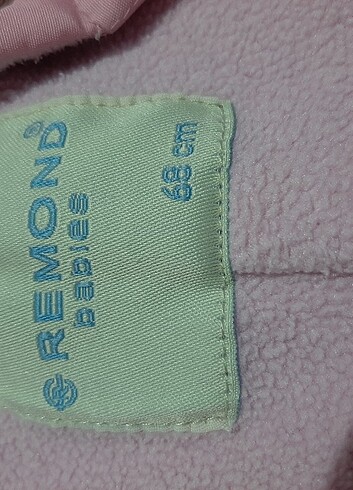 REMOND®
babies
68 cm